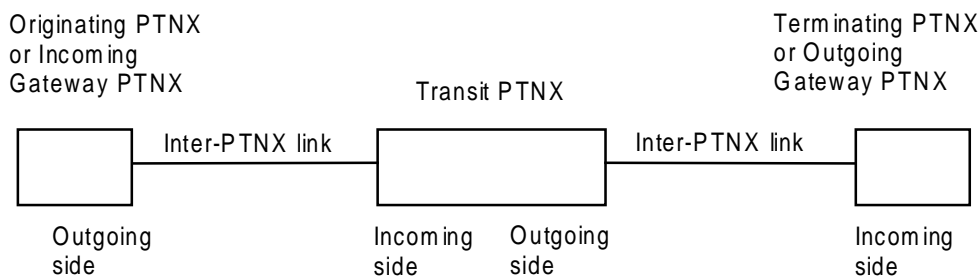 Originating PTNX
or Incoming
Gateway PTNX
Transit PTNX
Terminating PTNX
or Outgoing
Gateway PTNX
Inter-PTNX link
Inter-PTNX link
Outgoing
side
Incoming
side
Outgoing
side
Incoming
side